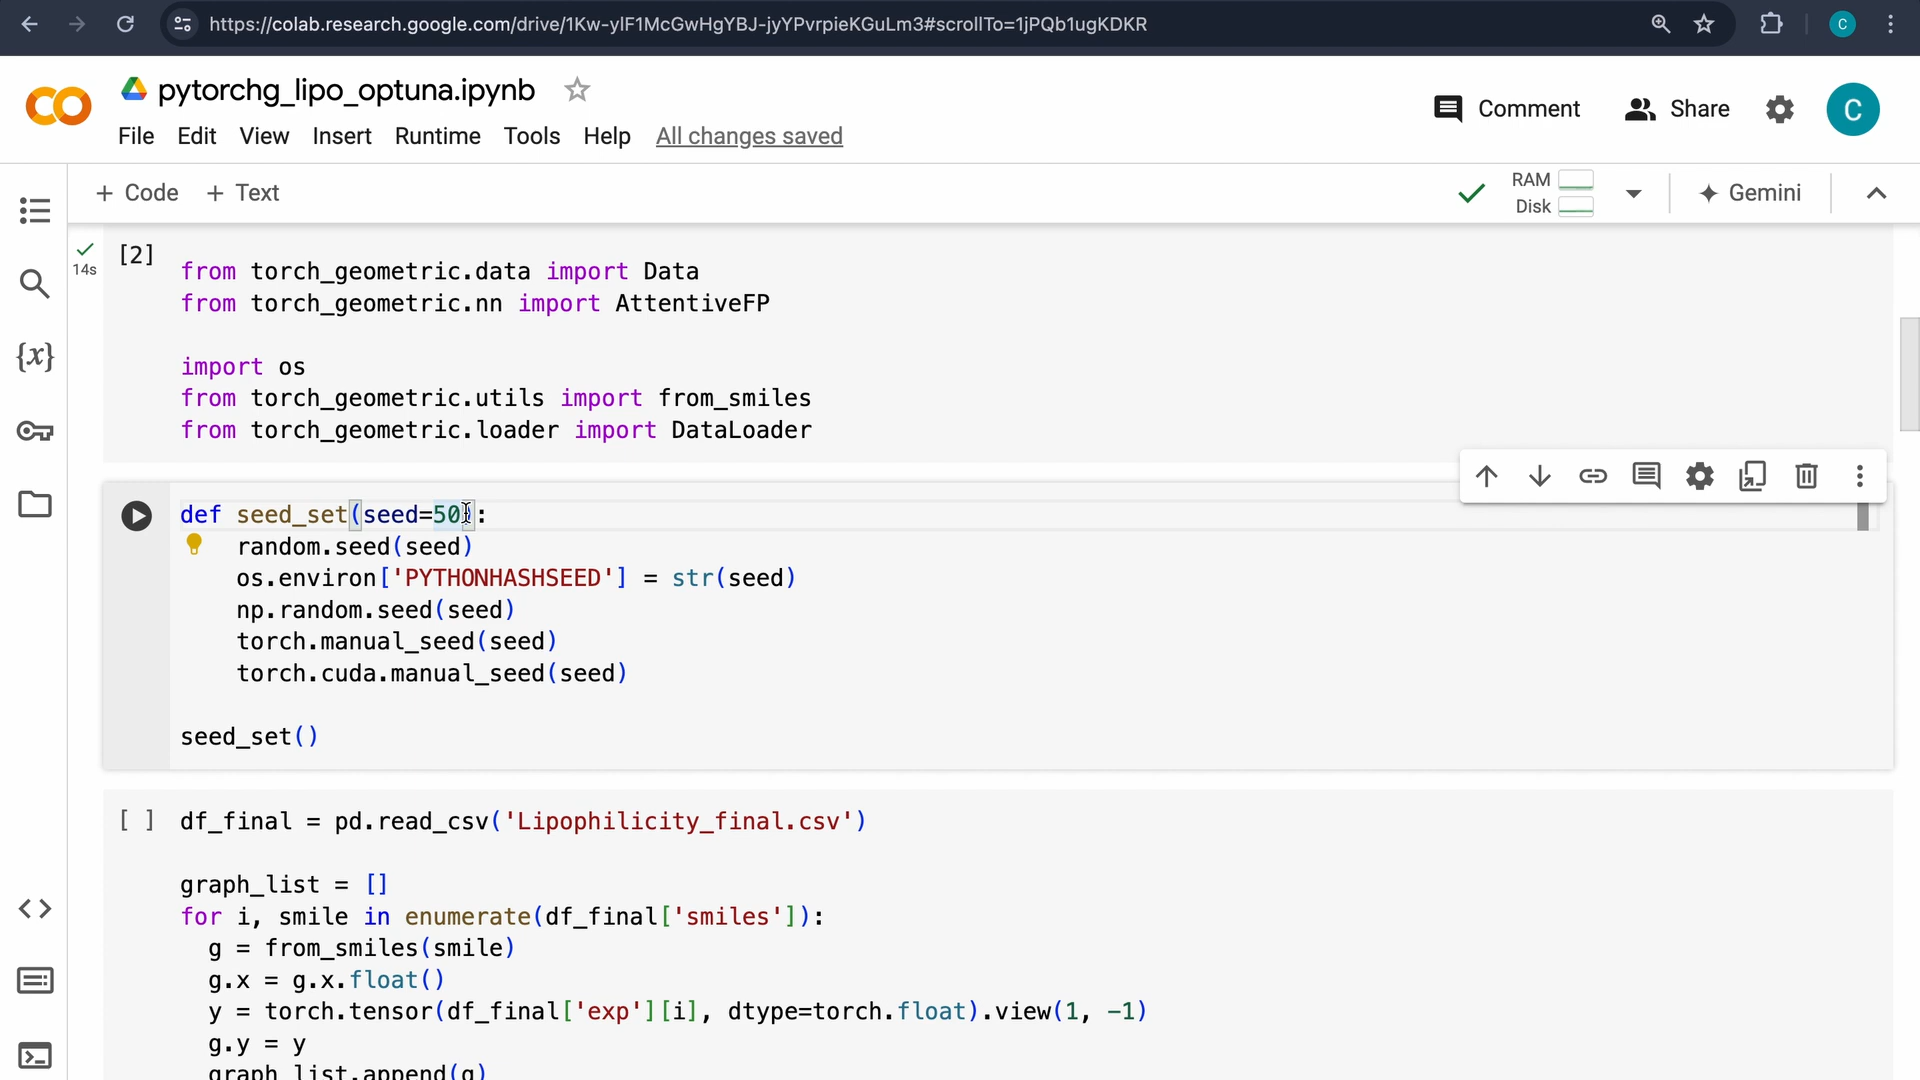 https://colab.research.google.com/drive/1Kw-ylF1McGwHgYBJ-jyYPvrpieKGuLm3#scrollTo=1jPQb1ugKDKR
C
pytorchg_lipo_optuna.ipynb
Comment
Share
C
File Edit View Insert Runtime Tools Help All changes saved
+ Code + Text
RAM
Disk
Gemini
14s
[2]
from torch_geometric.data import Data
from torch_geometric.nn import AttentiveFP
import os
from torch_geometric.utils import from_smiles
from torch_geometric.loader import DataLoader
def seed_set(seed=50):
random.seed(seed)
os.environ['PYTHONHASHSEED'] = str(seed)
np.random.seed(seed)
torch.manual_seed(seed)
torch.cuda.manual_seed(seed)
seed_set()
[ ] df_final = pd.read_csv('Lipophilicity_final.csv')
graph_list = []
for i, smile in enumerate(df_final['smiles']):
g = from_smiles(smile)
g.x = g.x.float()
y = torch.tensor(df_final['exp'][i], dtype=torch.float).view(1, -1)
g.y = y
graph_list.append(g)